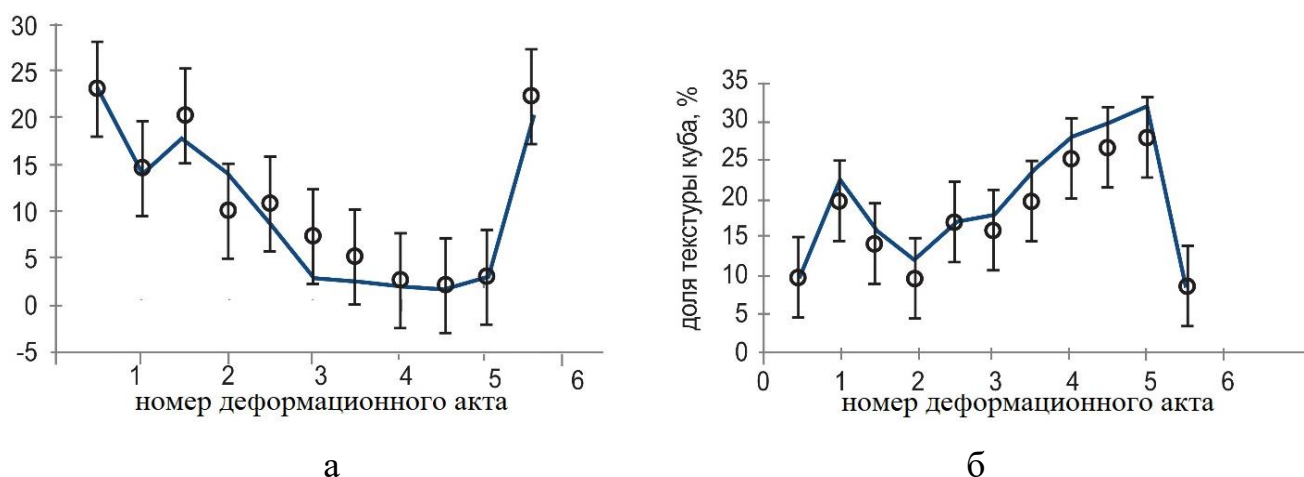 30
25
20
15
10
5
0
-5
1 2 3 4 5 6
номер деформационного акта
а
доля текстуры куба, %
35
30
25
20
15
10
5
0
0 1 2 3 4 5 6
номер деформационного акта
б